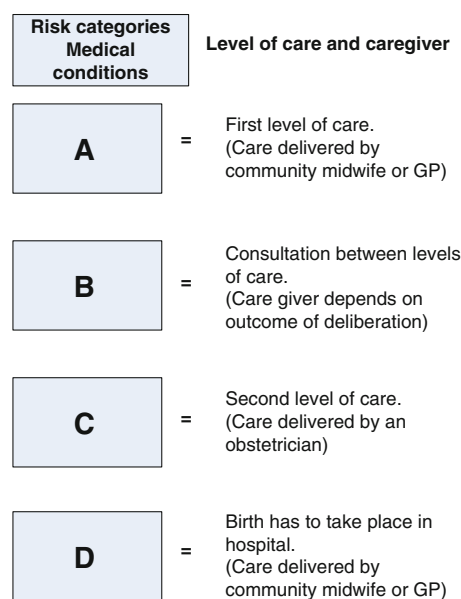 Risk categories
Medical
conditions
Level of care and caregiver
A
=
First level of care.
(Care delivered by
community midwife or GP)
B
=
Consultation between levels
of care.
(Care giver depends on
outcome of deliberation)
C
=
Second level of care.
(Care delivered by an
obstetrician)
D
=
Birth has to take place in
hospital.
(Care delivered by
community midwife or GP)